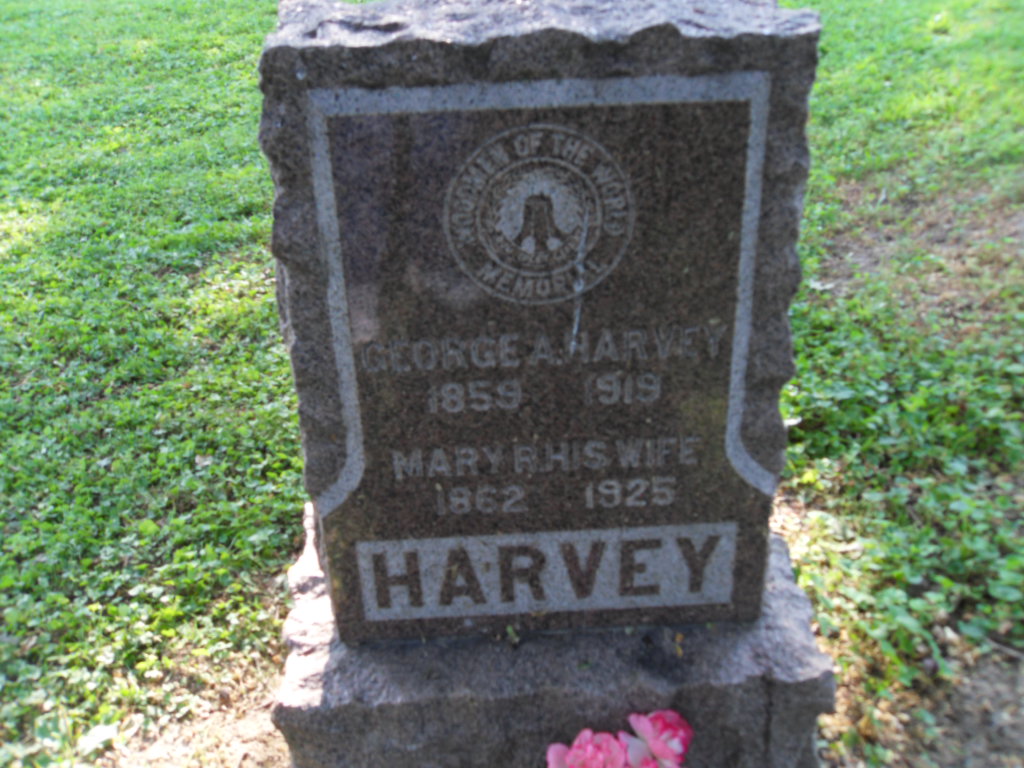 WOODMEN OF THE WORLD
MEMORIAL
GEORGE A. HARVEY
1859 1919
MARY R. HIS WIFE
1862 1925
HARVEY